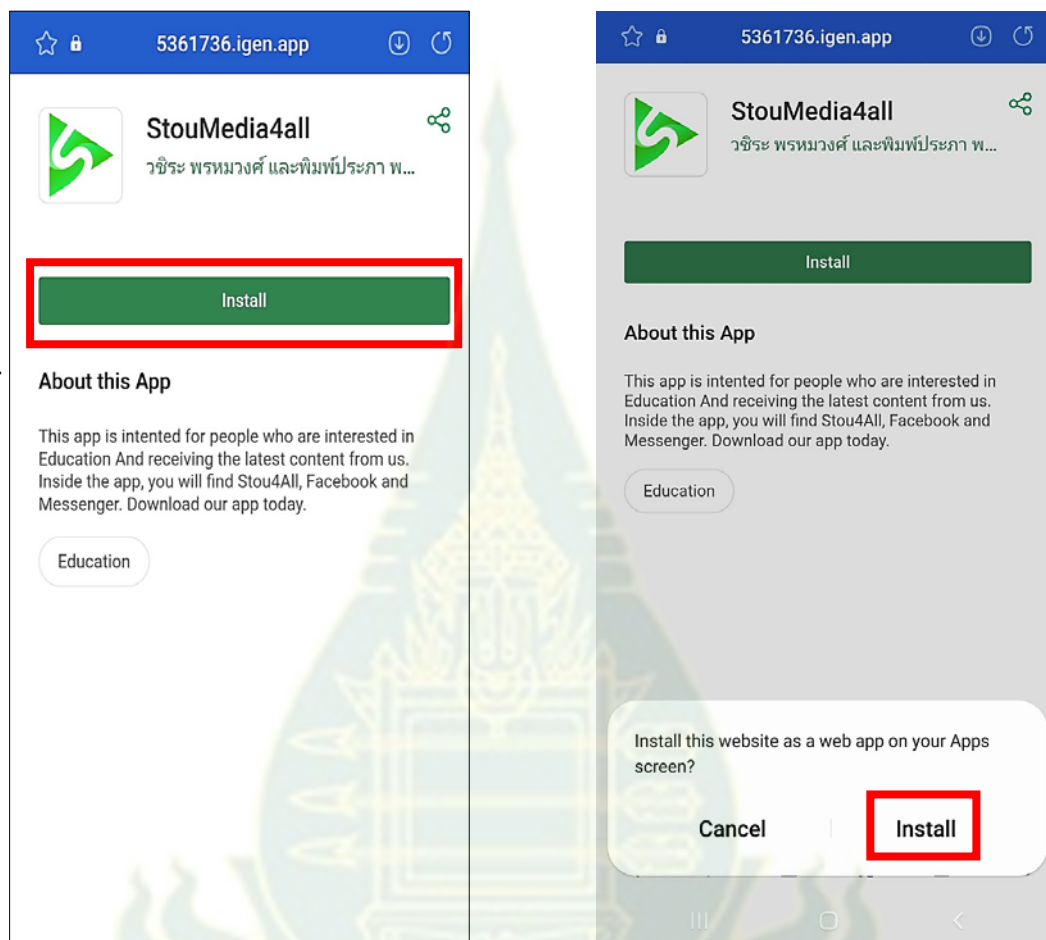 5361736.igen.app
StouMedia4all
วชิระ พรหมวงศ์ และพิมพ์ประภา พ...
Install
About this App
This app is intented for people who are interested in
Education And receiving the latest content from us.
Inside the app, you will find Stou4All, Facebook and
Messenger. Download our app today.
Education
5361736.igen.app
StouMedia4all
วชิระ พรหมวงศ์ และพิมพ์ประภา พ...
Install
About this App
This app is intented for people who are interested in
Education And receiving the latest content from us.
Inside the app, you will find Stou4All, Facebook and
Messenger. Download our app today.
Education
Install this website as a web app on your Apps
screen?
Cancel
Install